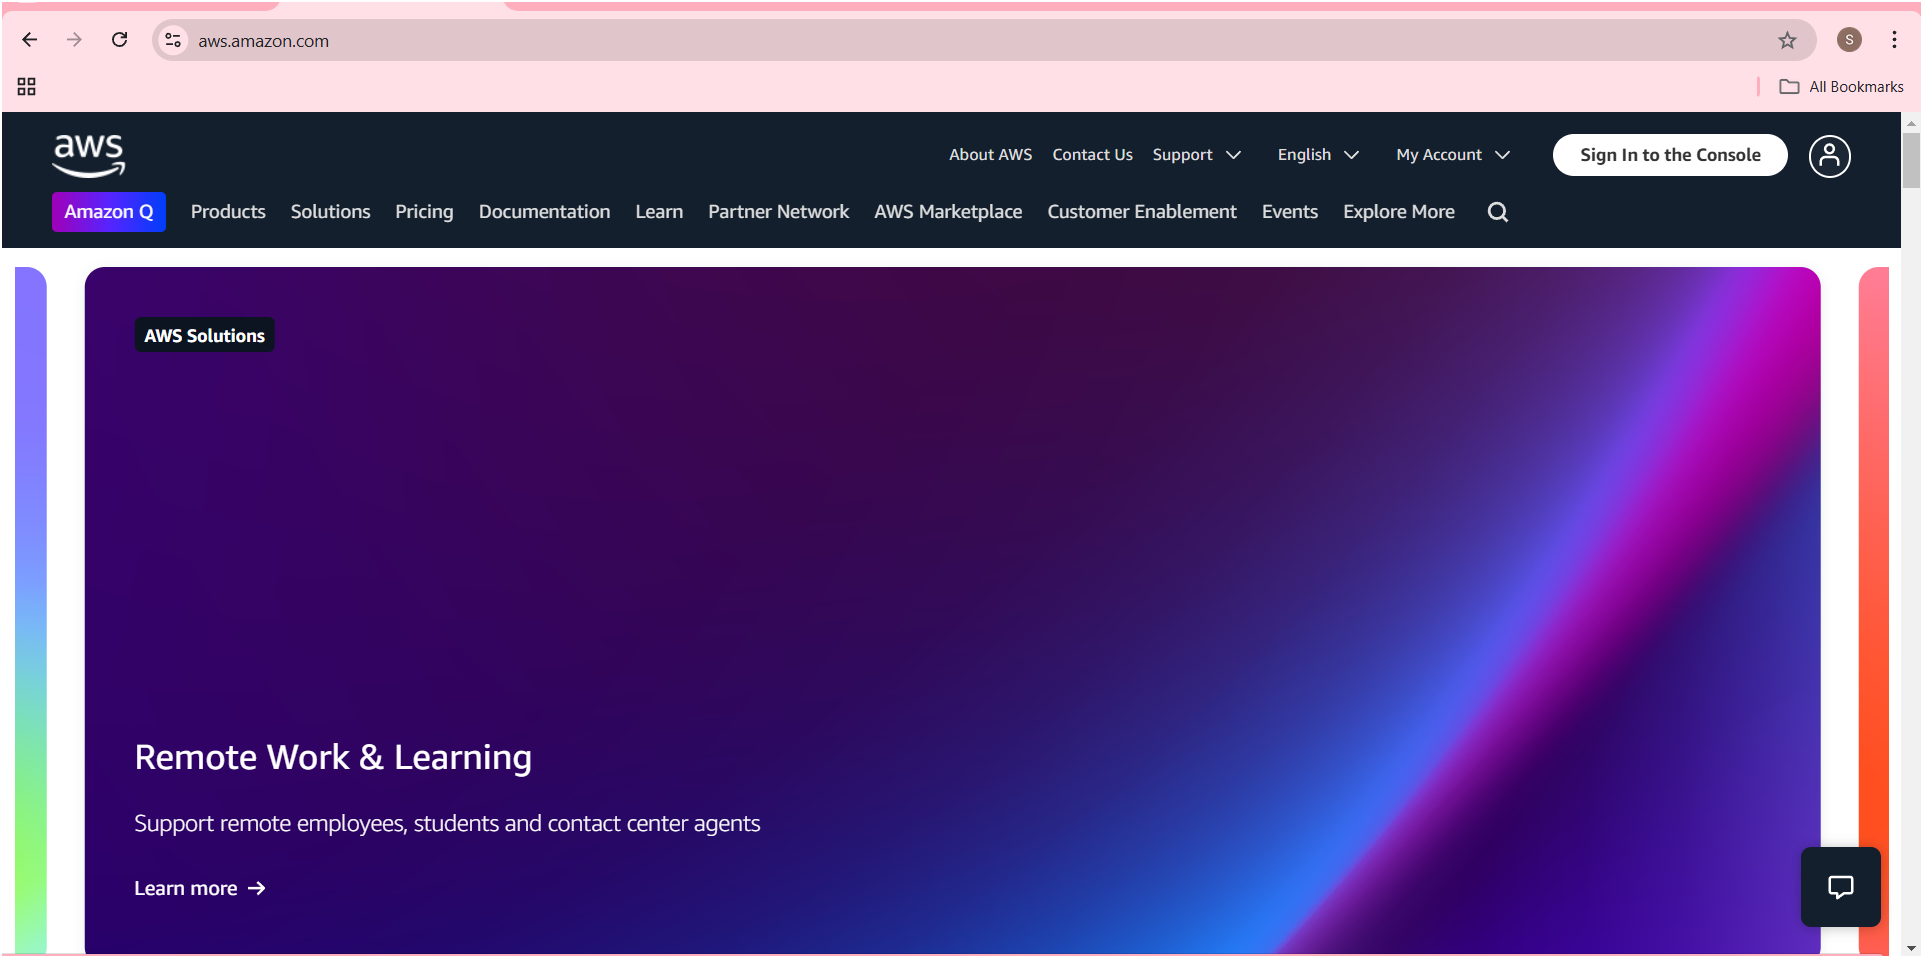 aws.amazon.com
S
All Bookmarks
aws
About AWS Contact Us Support English My Account Sign In to the Console
Amazon Q Products Solutions Pricing Documentation Learn Partner Network AWS Marketplace Customer Enablement Events Explore More
AWS Solutions
Remote Work & Learning
Support remote employees, students and contact center agents
Learn more →